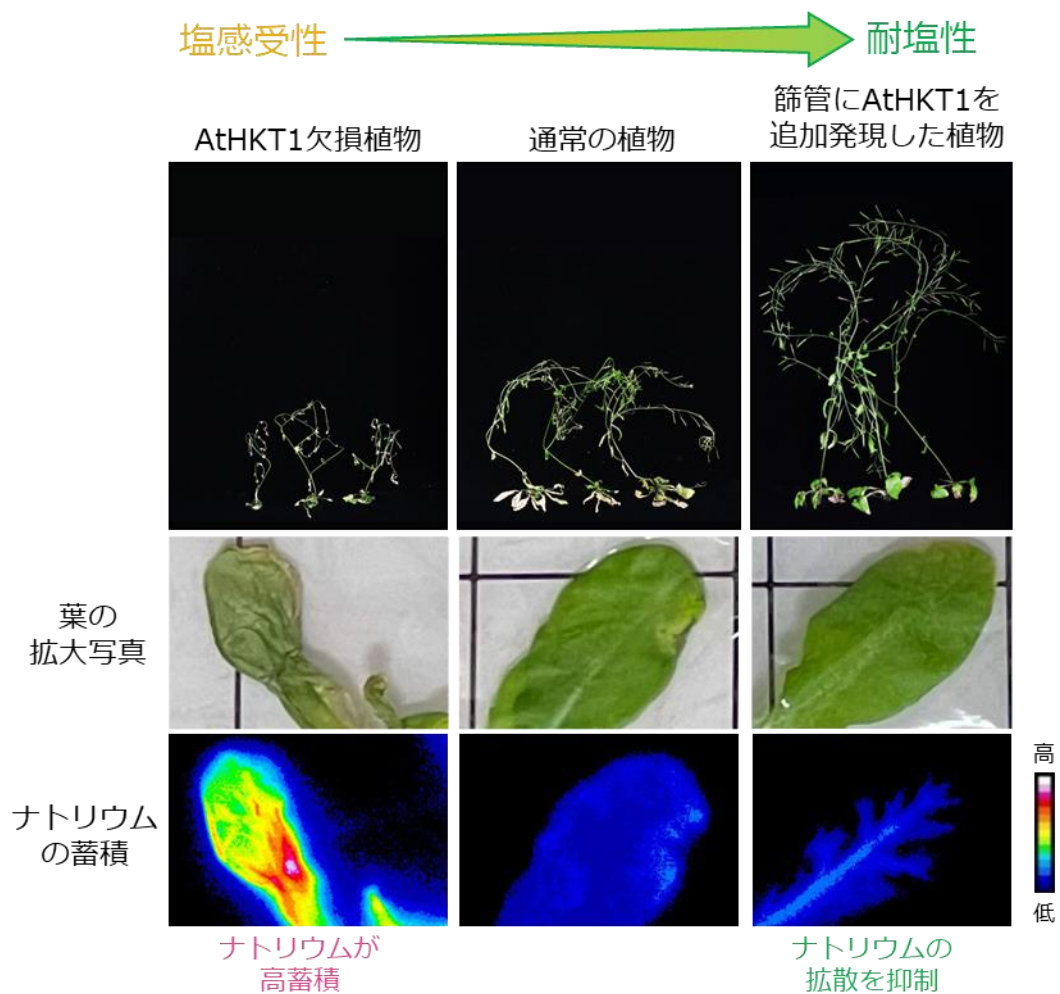 塩感受性
耐塩性
AtHKT1欠損植物
通常の植物
篩管にAtHKT1を
追加発現した植物
葉の
拡大写真
ナトリウム
の蓄積
高
低
ナトリウムが
高蓄積
ナトリウムの
拡散を抑制